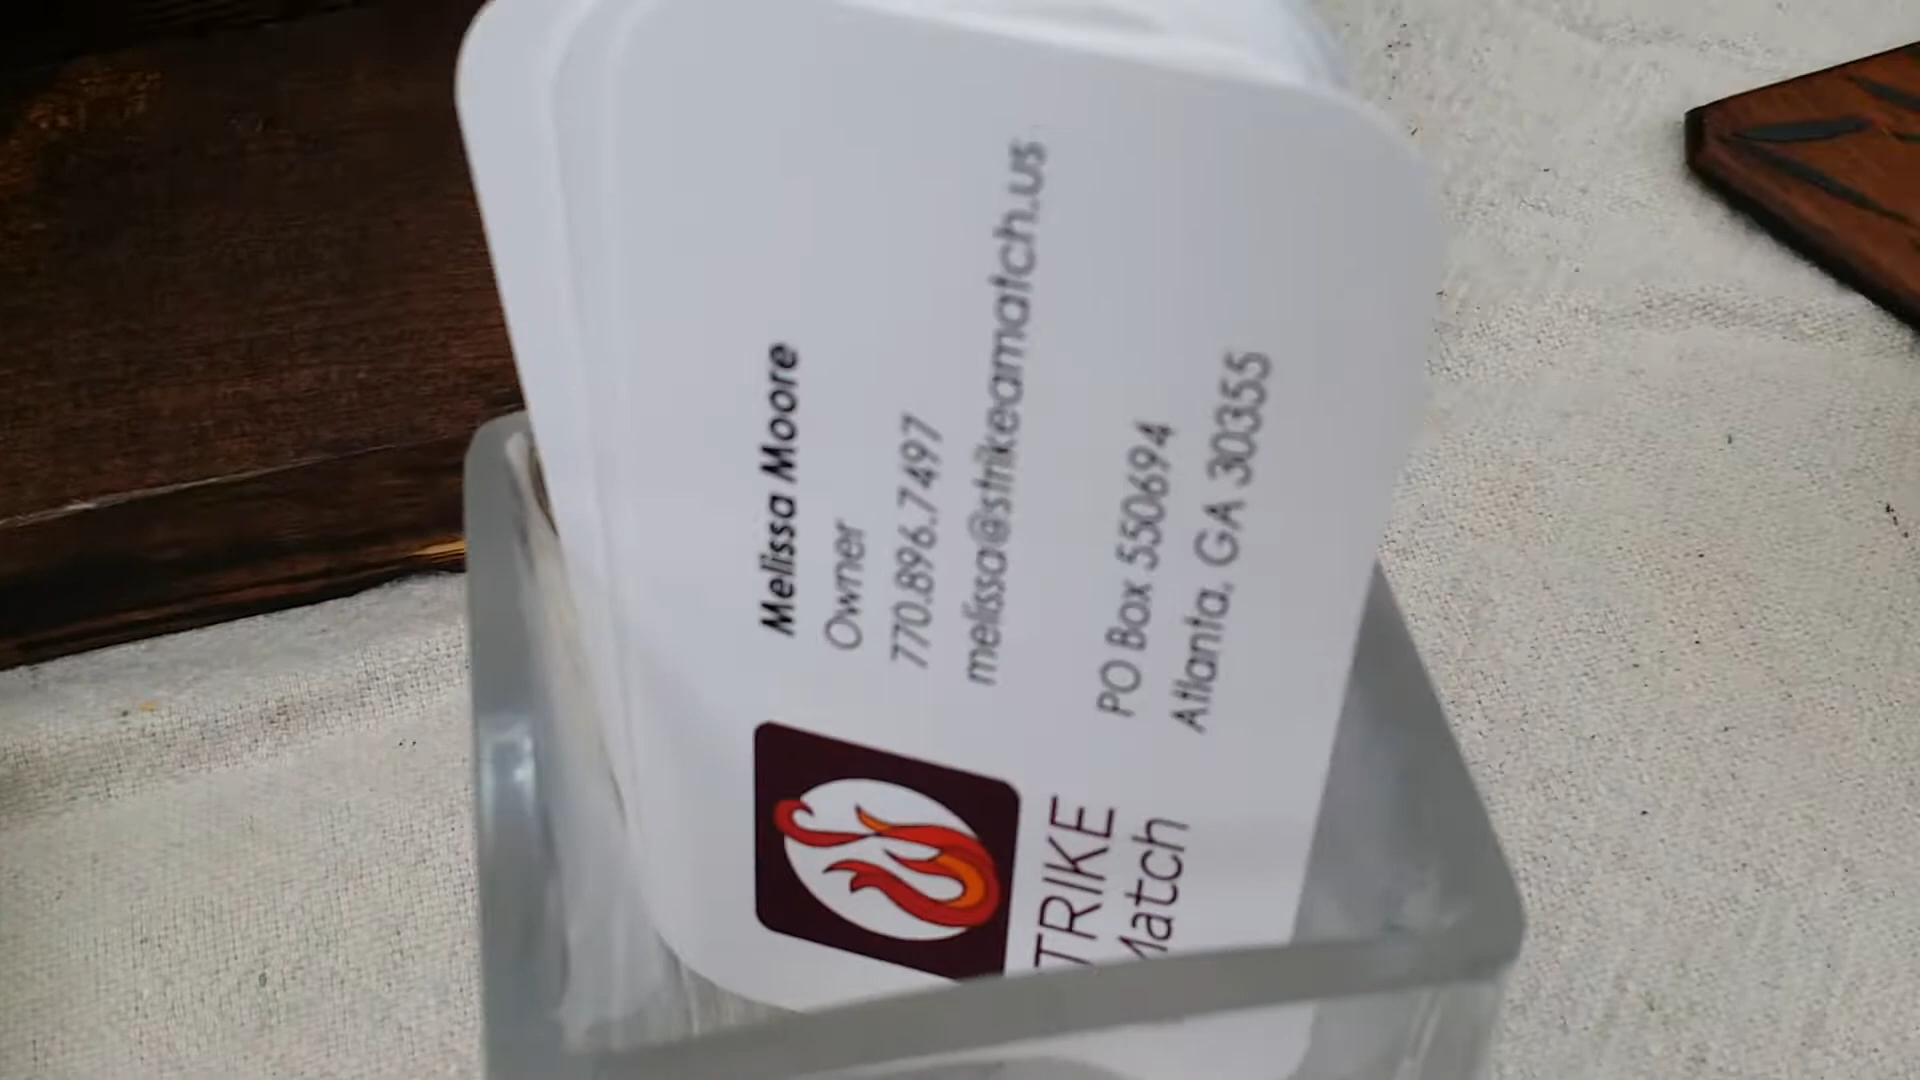 Melissa Moore
Owner
770.896.7497
melissa@strikeamatch.us
PO Box 550694
Atlanta, GA 30355
TRIKE
Match